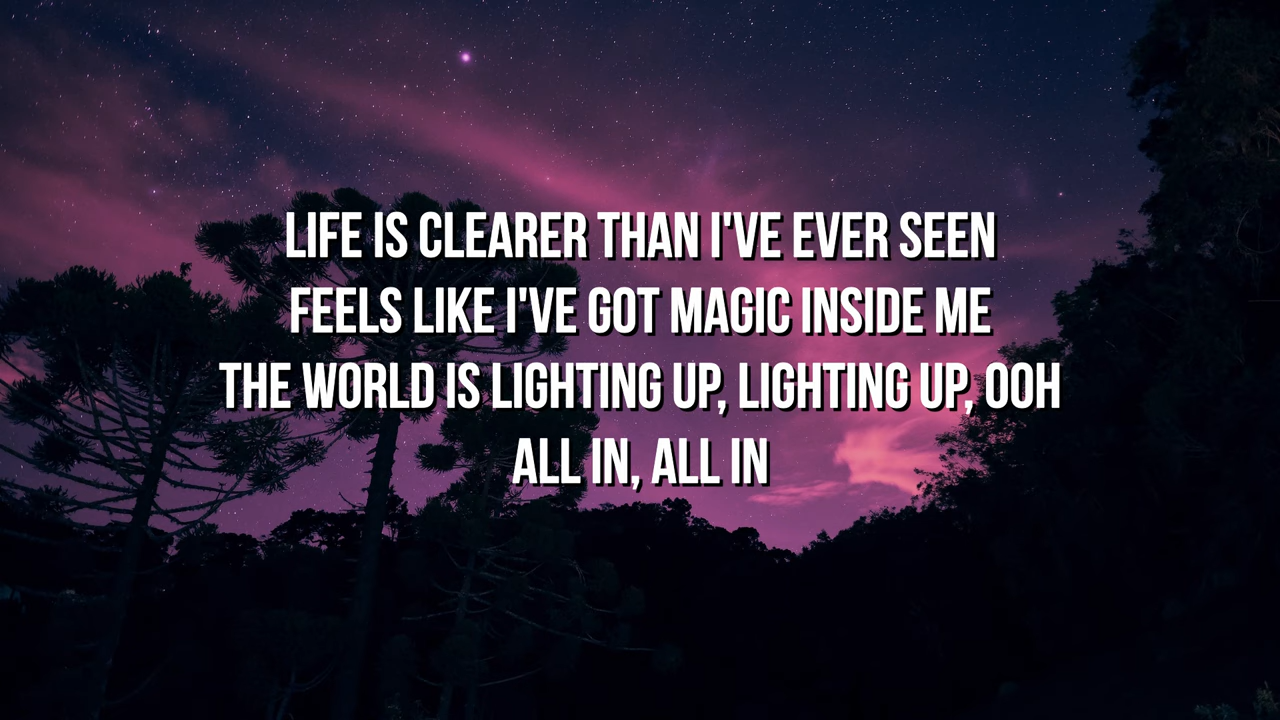 LIFE IS CLEARER THAN I'VE EVER SEEN
FEELS LIKE I'VE GOT MAGIC INSIDE ME
THE WORLD IS LIGHTING UP, LIGHTING UP, OOH
ALL IN, ALL IN